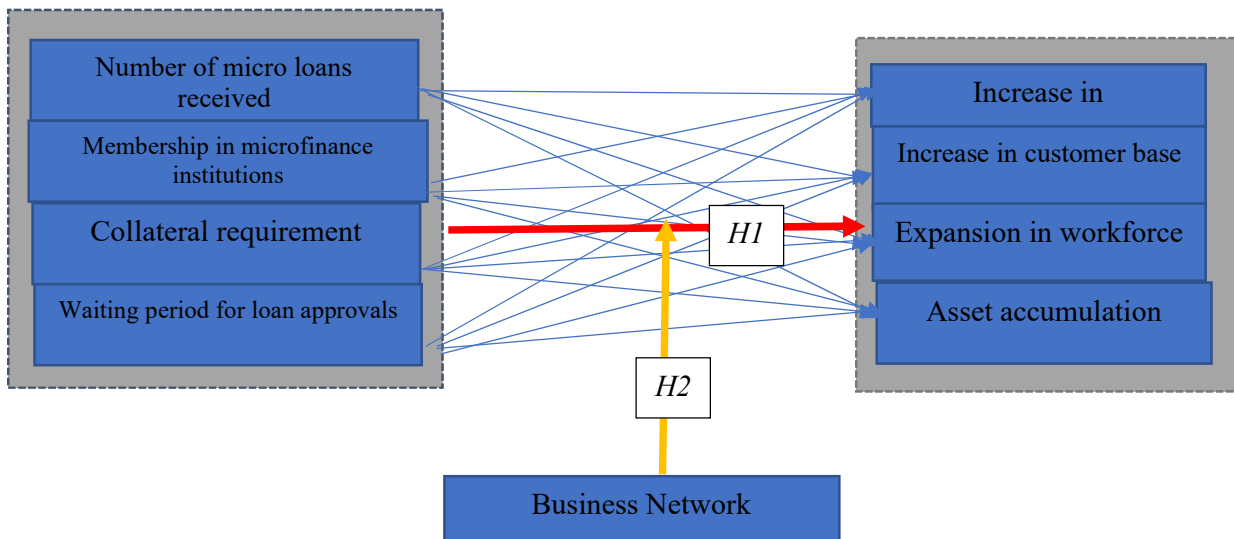 Number of micro loans
received
Membership in microfinance
institutions
Collateral requirement
Waiting period for loan approvals
Increase in
Increase in customer base
Expansion in workforce
Asset accumulation
H1
H2
Business Network